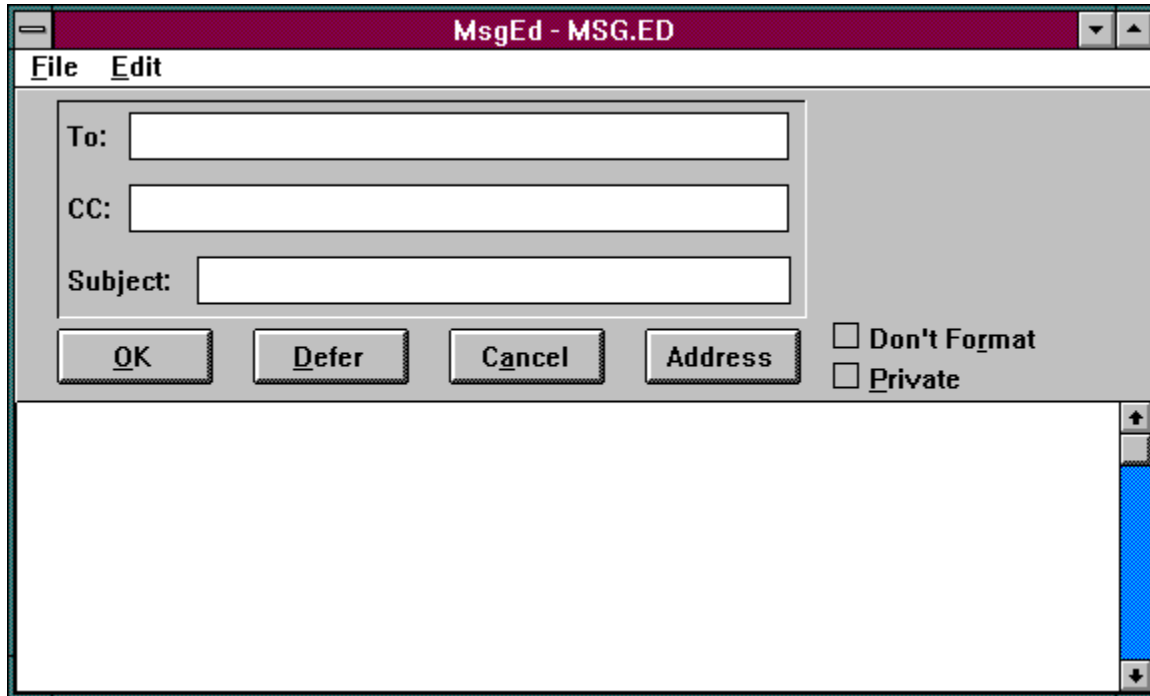 MsgEd - MSG.ED
File Edit
To:
CC:
Subject:
OK Defer Cancel Address
Don't Format
Private